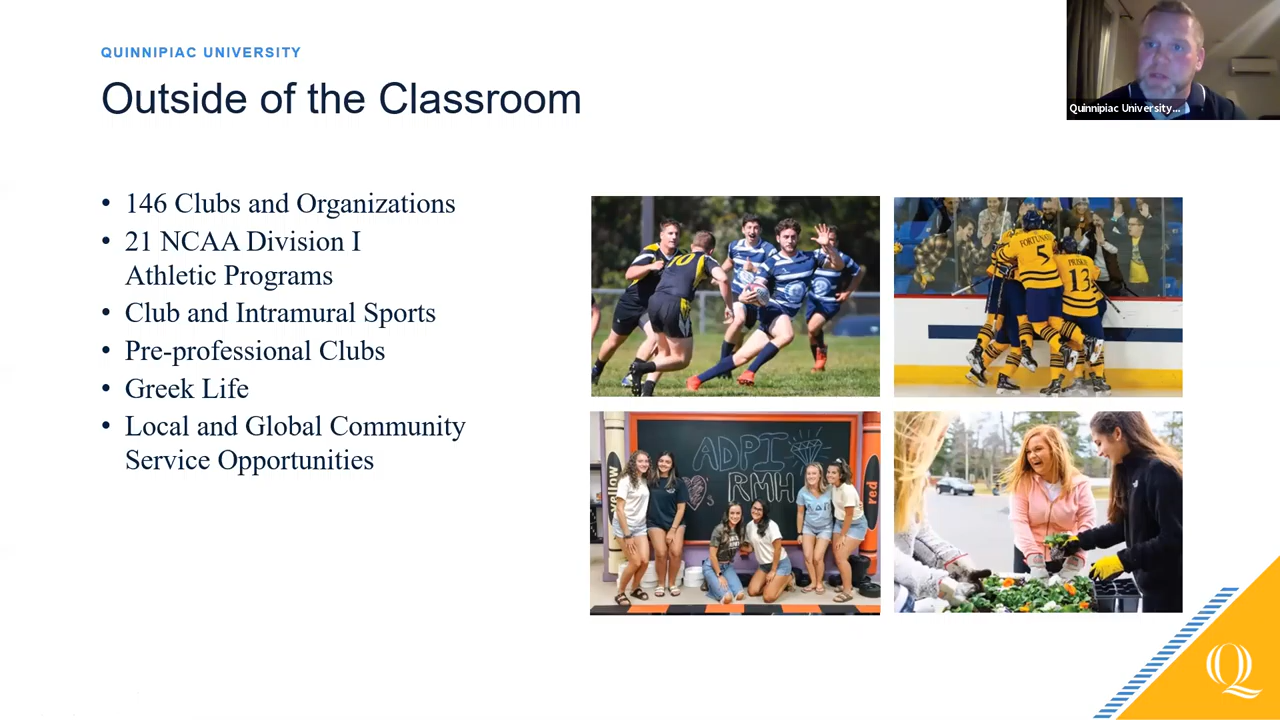 QUINNIPIAC UNIVERSITY
Outside of the Classroom
Quinnipiac University...
• 146 Clubs and Organizations
• 21 NCAA Division I
Athletic Programs
• Club and Intramural Sports
• Pre-professional Clubs
• Greek Life
• Local and Global Community
Service Opportunities
10
5
13
ADPI
RMH
yellow
red
Q